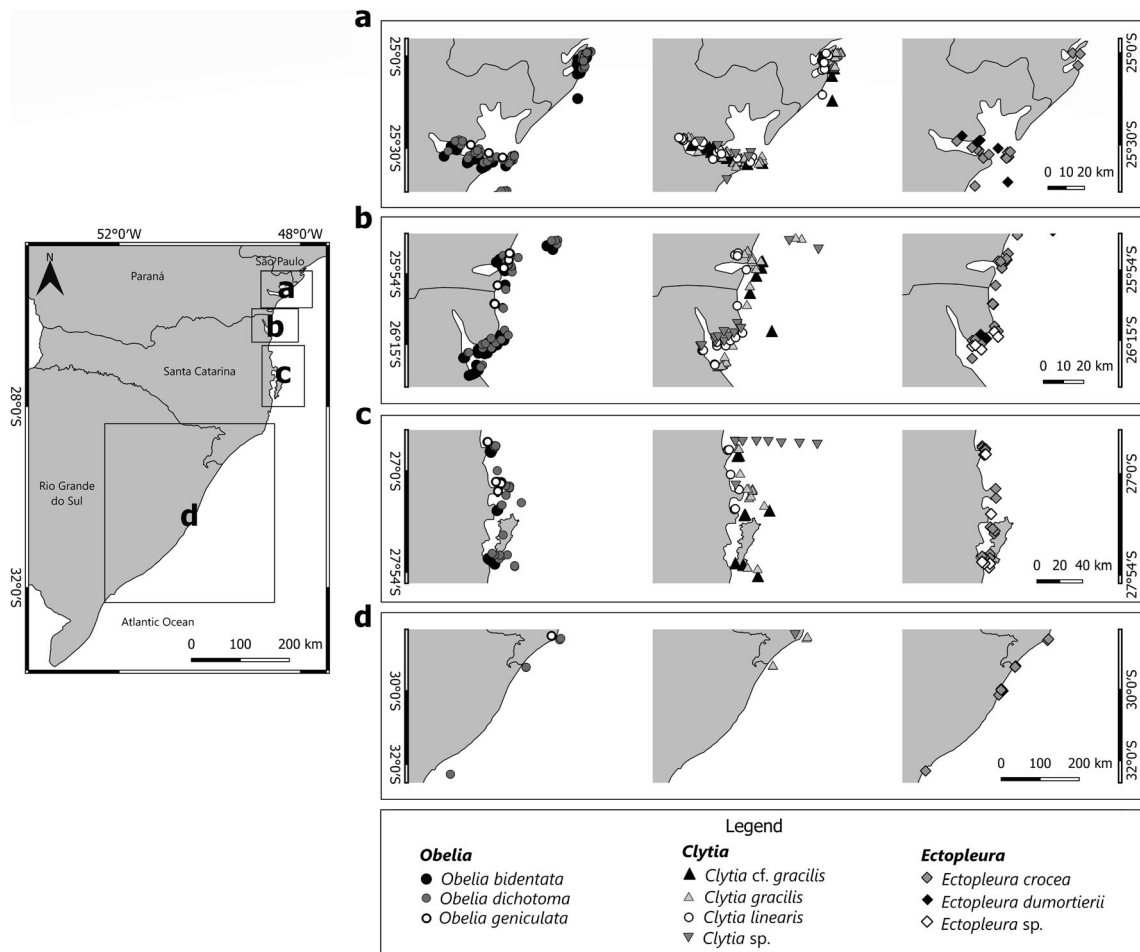 52°0'W
48°0'W
N
São Paulo
Paraná
a
b
Santa Catarina
c
28°0'S
28°0'S
Rio Grande
do Sul
d
32°0'S
32°0'S
Atlantic Ocean
0 100 200 km
a
25°0'S
25°30'S
25°0'S
25°30'S
0 10 20 km
b
25°54'S
26°15'S
25°54'S
26°15'S
0 10 20 km
c
27°0'S
27°54'S
27°0'S
27°54'S
0 20 40 km
d
30°0'S
32°0'S
30°0'S
32°0'S
0 100 200 km
Legend
Obelia
Obelia bidentata
Obelia dichotoma
Obelia geniculata
Clytia
Clytia cf. gracilis
Clytia gracilis
Clytia linearis
Clytia sp.
Ectopleura
Ectopleura crocea
Ectopleura dumortierii
Ectopleura sp.